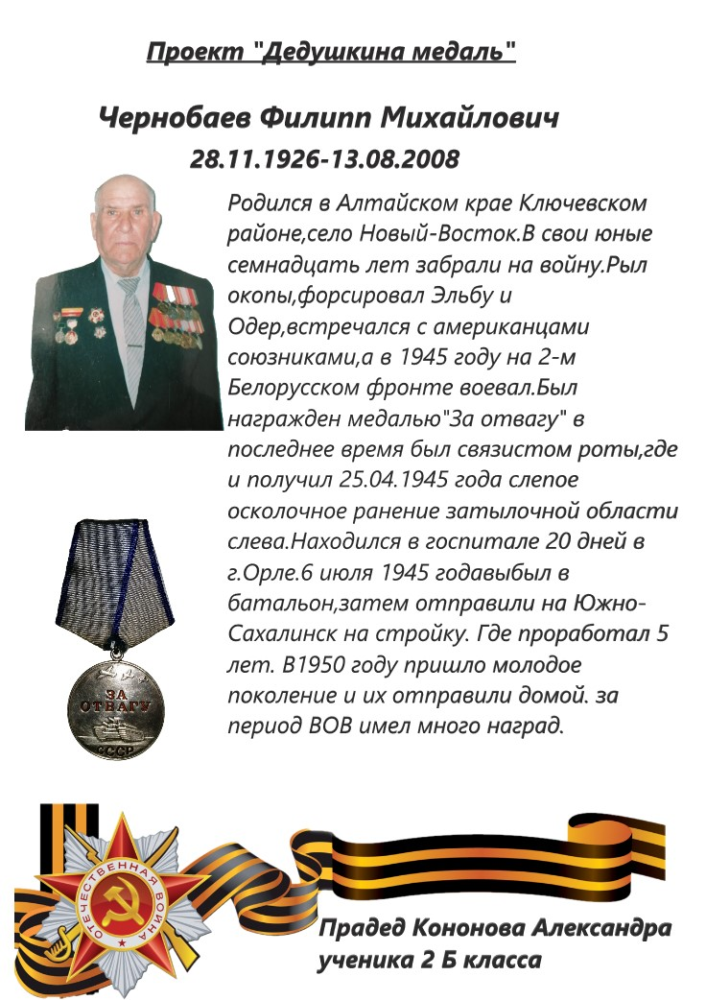 Проект "Дедушкина медаль"
Чернобаев Филипп Михайлович
28.11.1926-13.08.2008
Родился в Алтайском крае Ключевском
районе,село Новый-Восток.В свои юные
семнадцать лет забрали на войну.Рыл
окопы,форсировал Эльбу и
Одер,встречался с американцами
союзниками,а в 1945 году на 2-м
Белорусском фронте воевал.Был
награжден медалью"За отвагу" в
последнее время был связистом роты,где
и получил 25.04.1945 года слепое
осколочное ранение затылочной области
слева.Находился в госпитале 20 дней в
г.Орле.6 июля 1945 годавыбыл в
батальон,затем отправили на Южно-
Сахалинск на стройку. Где проработал 5
лет. В1950 году пришло молодое
поколение и их отправили домой. за
период ВОВ имел много наград.
ЗА
ОТВАГУ
СССР
ОТЕЧЕСТВЕННАЯ ВОЙНА
Прадед Кононова Александра
ученика 2 Б класса